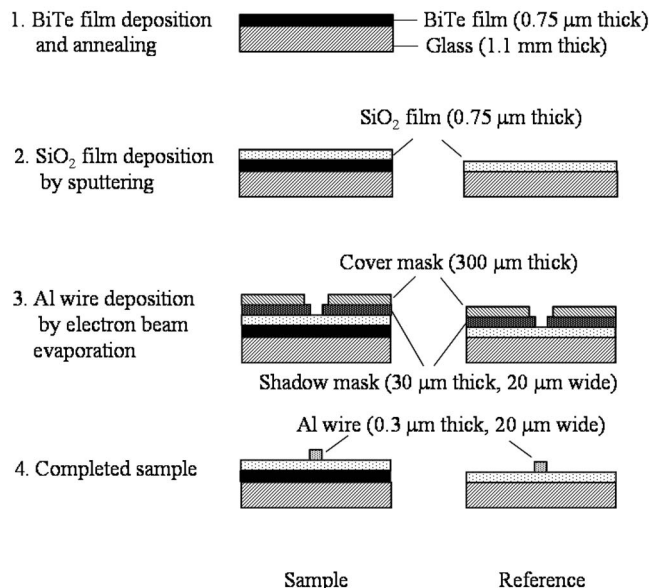 1. BiTe film deposition
and annealing
BiTe film (0.75 μm thick)
Glass (1.1 mm thick)
SiO₂ film (0.75 μm thick)
2. SiO₂ film deposition
by sputtering
Cover mask (300 μm thick)
3. Al wire deposition
by electron beam
evaporation
Shadow mask (30 μm thick, 20 μm wide)
Al wire (0.3 μm thick, 20 μm wide)
4. Completed sample
Sample
Reference